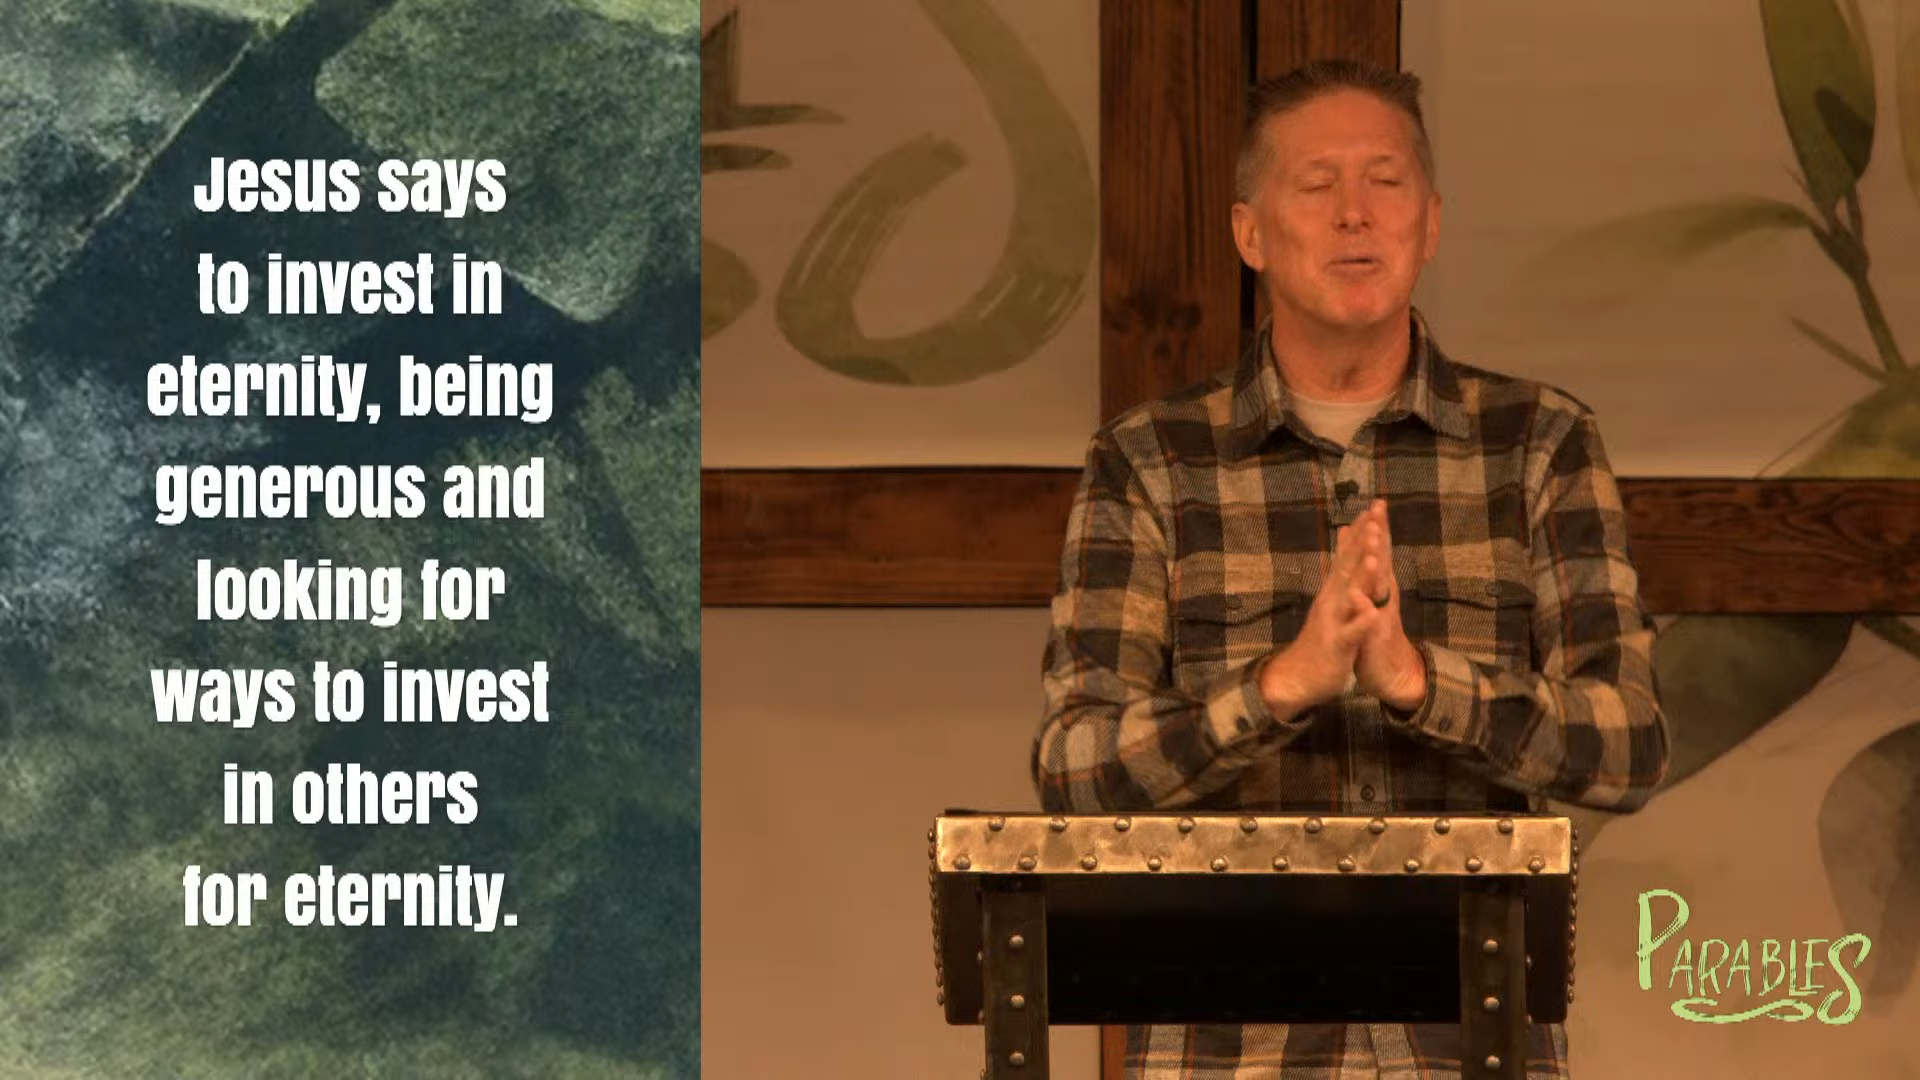 Jesus says
to invest in
eternity, being
generous and
looking for
ways to invest
in others
for eternity.
PARABLES